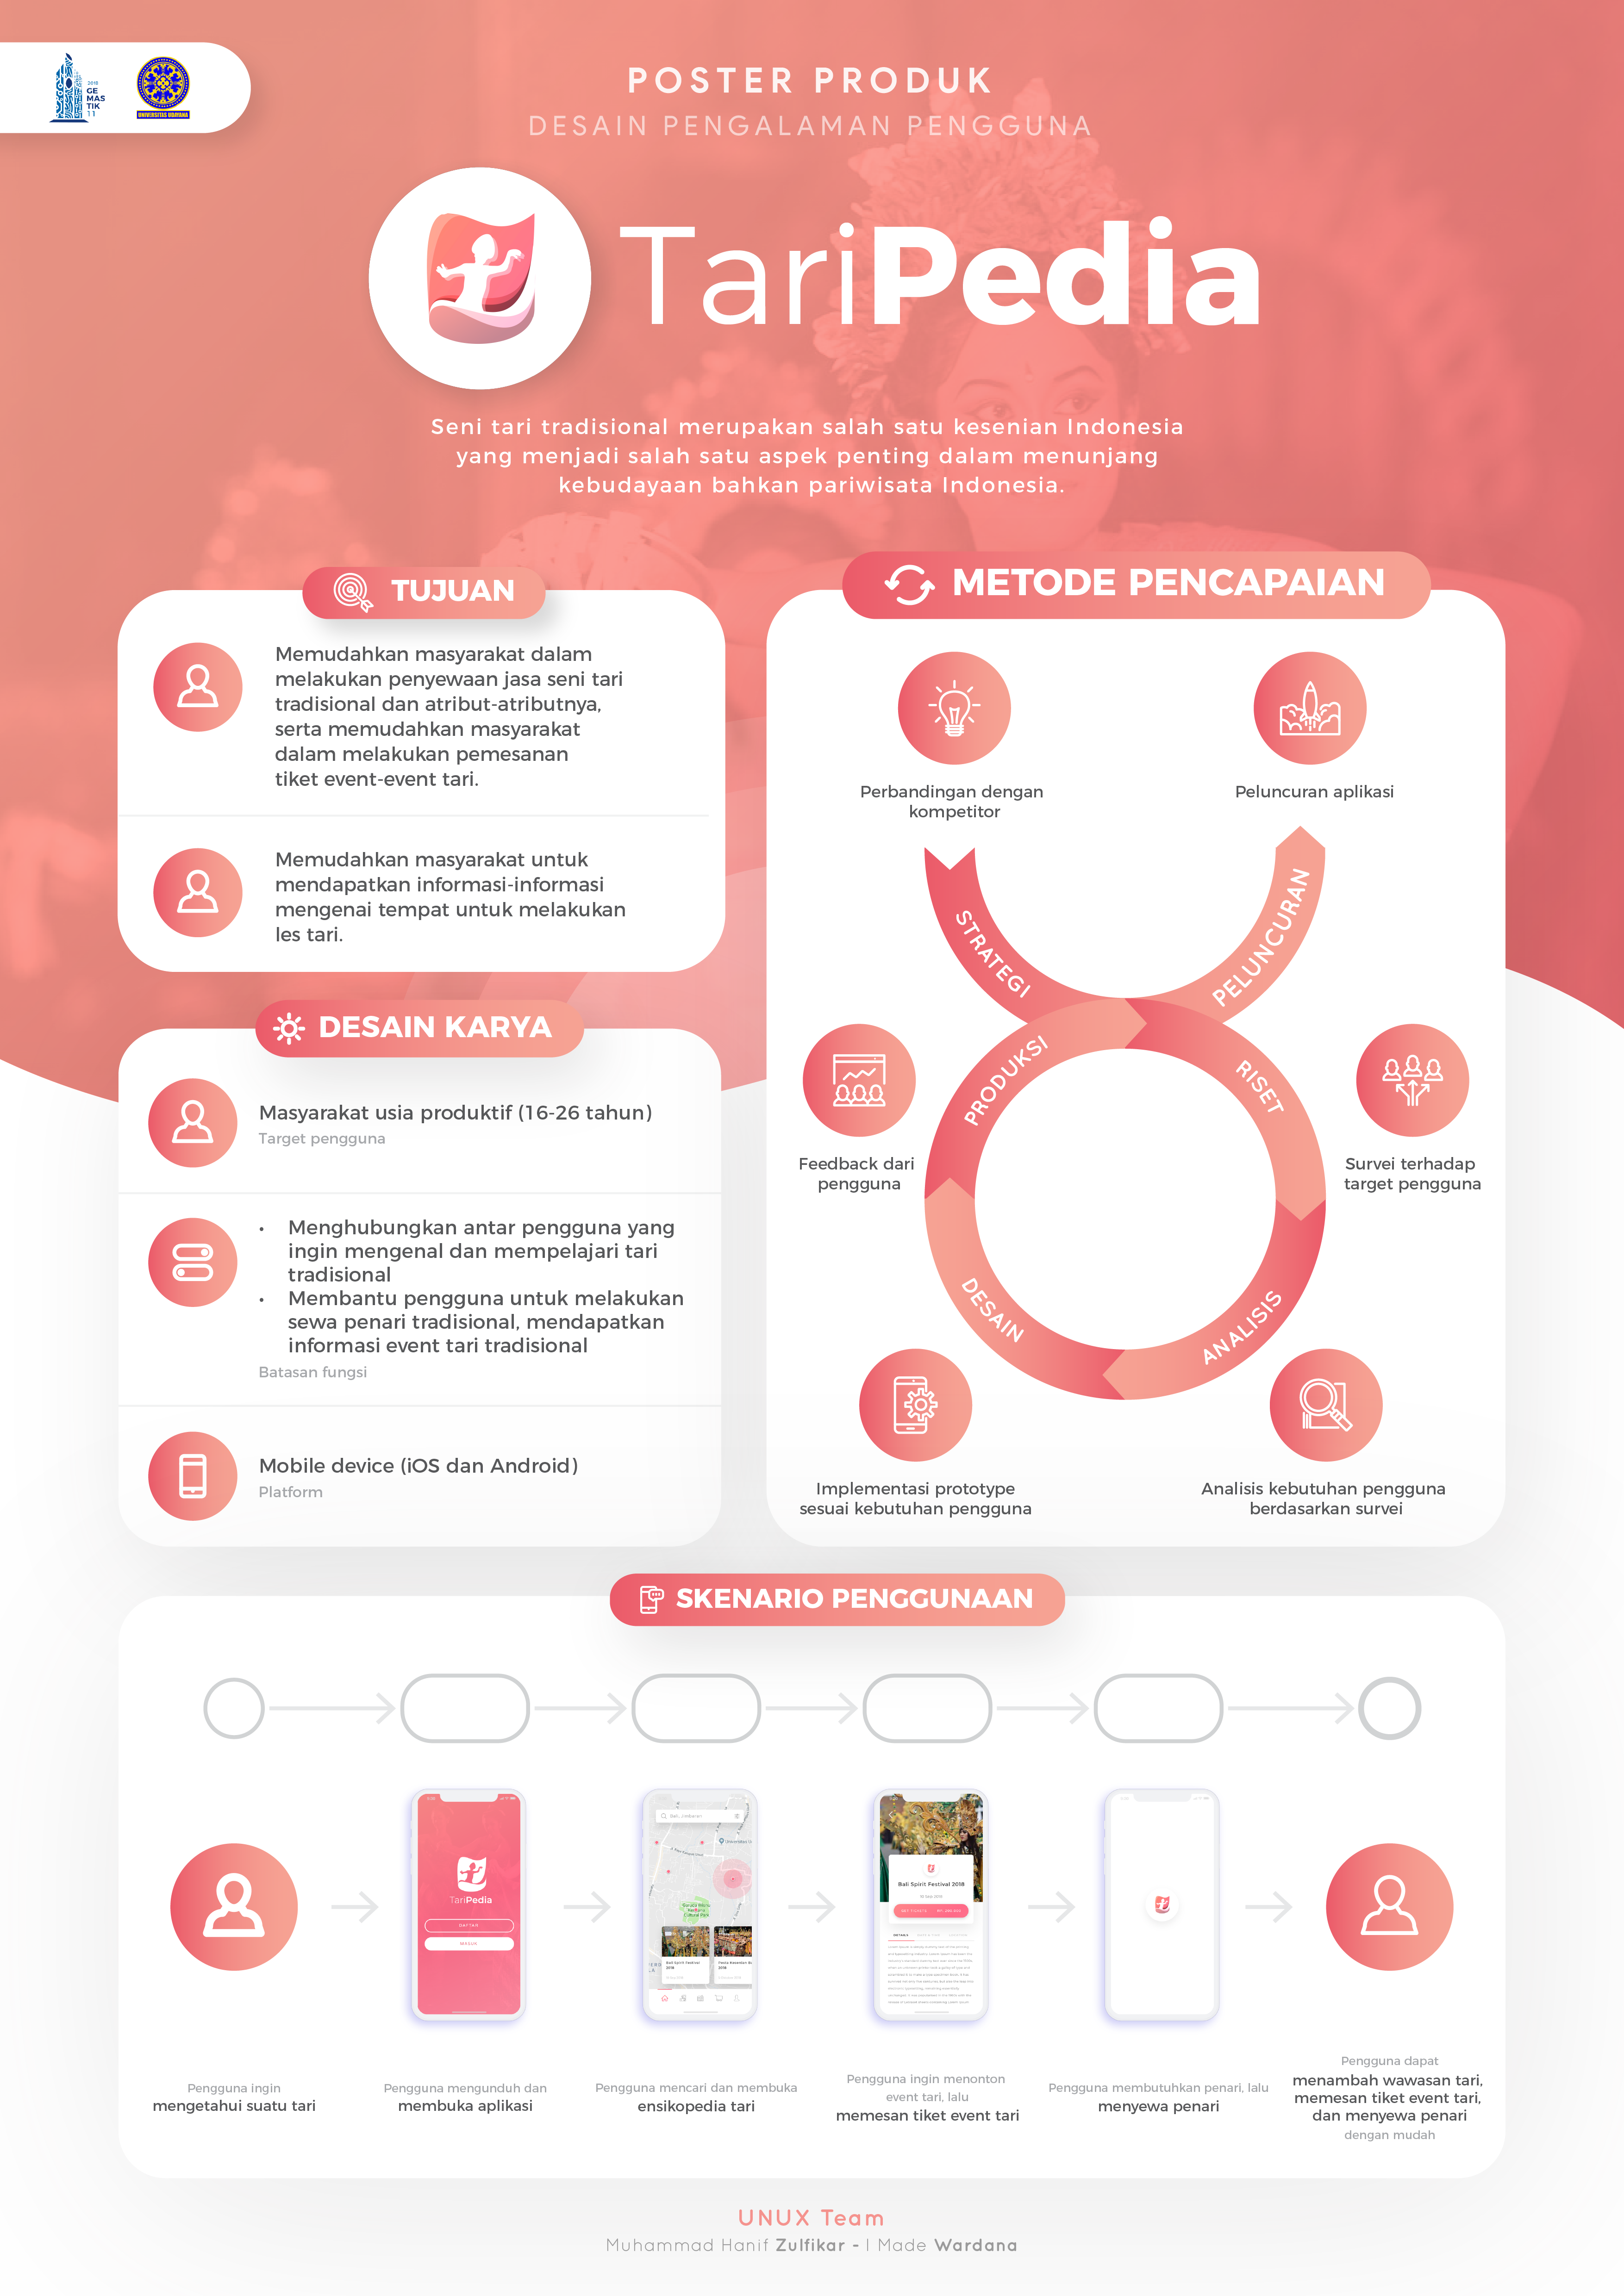 2018
GE
MAS
TIK
11
UNIVERSITAS UDAYANA
POSTER PRODUK
DESAIN PENGALAMAN PENGGUNA
TariPedia
Seni tari tradisional merupakan salah satu kesenian Indonesia
yang menjadi salah satu aspek penting dalam menunjang
kebudayaan bahkan pariwisata Indonesia.
TUJUAN
Memudahkan masyarakat dalam
melakukan penyewaan jasa seni tari
tradisional dan atribut-atributnya,
serta memudahkan masyarakat
dalam melakukan pemesanan
tiket event-event tari.
Memudahkan masyarakat untuk
mendapatkan informasi-informasi
mengenai tempat untuk melakukan
les tari.
DESAIN KARYA
Masyarakat usia produktif (16-26 tahun)
Target pengguna
• Menghubungkan antar pengguna yang
ingin mengenal dan mempelajari tari
tradisional
• Membantu pengguna untuk melakukan
sewa penari tradisional, mendapatkan
informasi event tari tradisional
Batasan fungsi
Mobile device (iOS dan Android)
Platform
METODE PENCAPAIAN
Perbandingan dengan
kompetitor
Peluncuran aplikasi
STRATEGI
PELUNCURAN
PRODUKSI
RISET
Feedback dari
pengguna
Survei terhadap
target pengguna
DESAIN
ANALISIS
Implementasi prototype
sesuai kebutuhan pengguna
Analisis kebutuhan pengguna
berdasarkan survei
SKENARIO PENGGUNAAN
TariPedia
DAFTAR
MASUK
Bali, Jimbaran
Bali Spirit Festival
2018
Bali Spirit Festival 2018
DETAILS
Pengguna ingin
mengetahui suatu tari
Pengguna mengunduh dan
membuka aplikasi
Pengguna mencari dan membuka
ensikopedia tari
Pengguna ingin menonton
event tari, lalu
memesan tiket event tari
Pengguna membutuhkan penari, lalu
menyewa penari
Pengguna dapat
menambah wawasan tari,
memesan tiket event tari,
dan menyewa penari
dengan mudah
UNUX Team
Muhammad Hanif Zulfikar - I Made Wardana